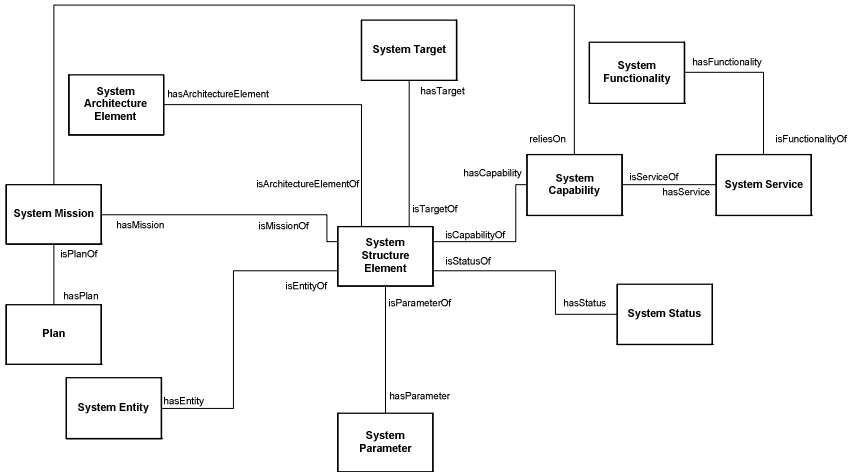 System Target
System
Functionality
hasFunctionality
System
Architecture
Element
hasArchitectureElement
hasTarget
reliesOn
isFunctionalityOf
hasCapability
System
Capability
isServiceOf
hasService
System Service
isArchitectureElementOf
isTargetOf
System Mission
hasMission
isMissionOf
System
Structure
Element
isCapabilityOf
isPlanOf
isStatusOf
isEntityOf
hasPlan
isParameterOf
hasStatus
System Status
Plan
System Entity
hasEntity
hasParameter
System
Parameter